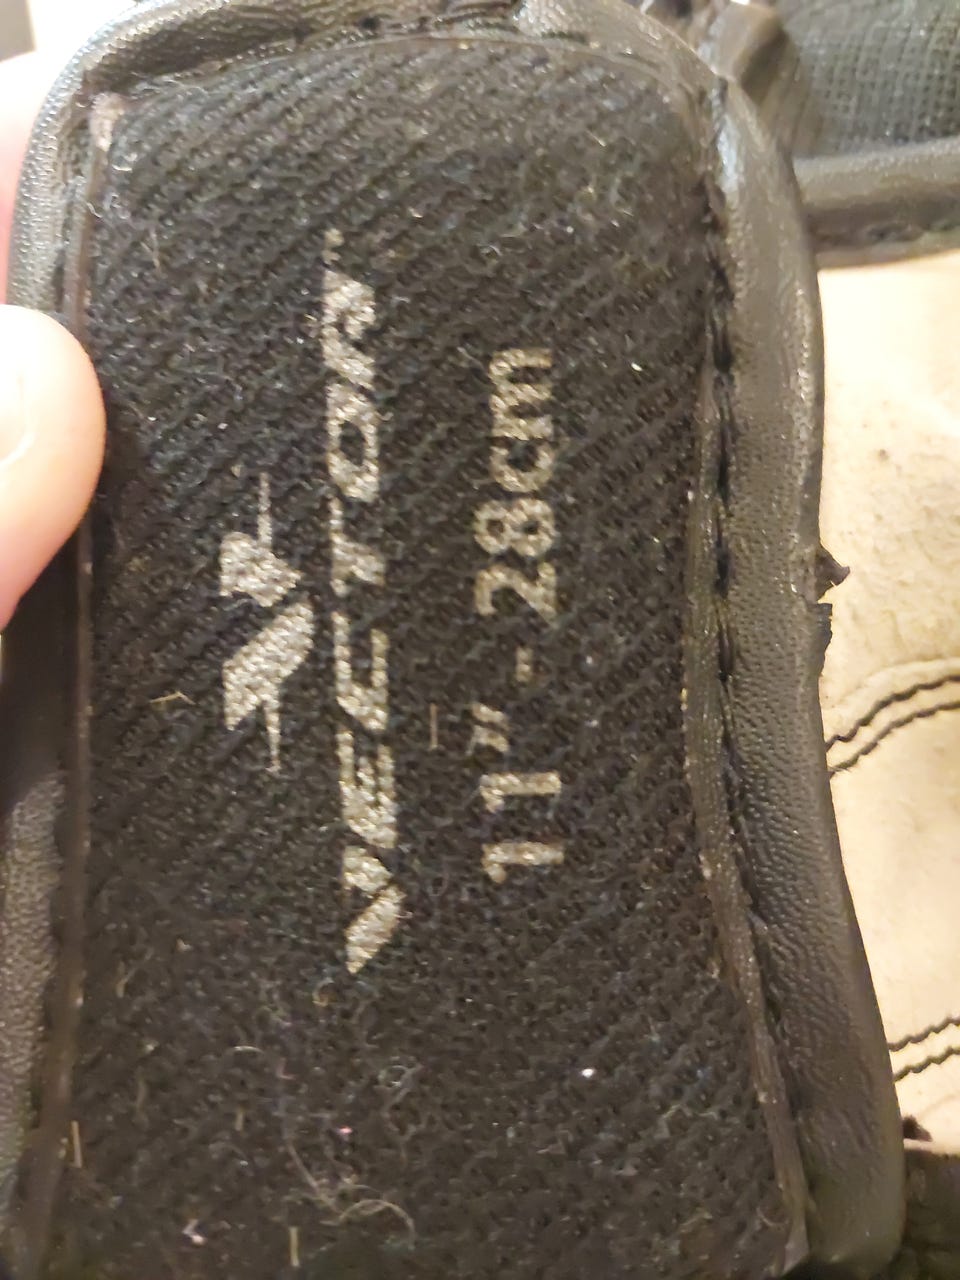 VECTOR
11" - 28cm